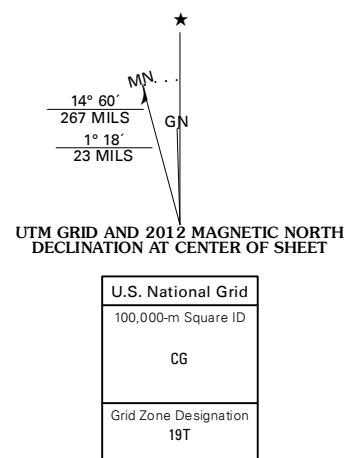 ★
MN
14° 60´
267 MILS
GN
1° 18´
23 MILS
UTM GRID AND 2012 MAGNETIC NORTH
DECLINATION AT CENTER OF SHEET
U.S. National Grid
100,000-m Square ID
CG
Grid Zone Designation
19T